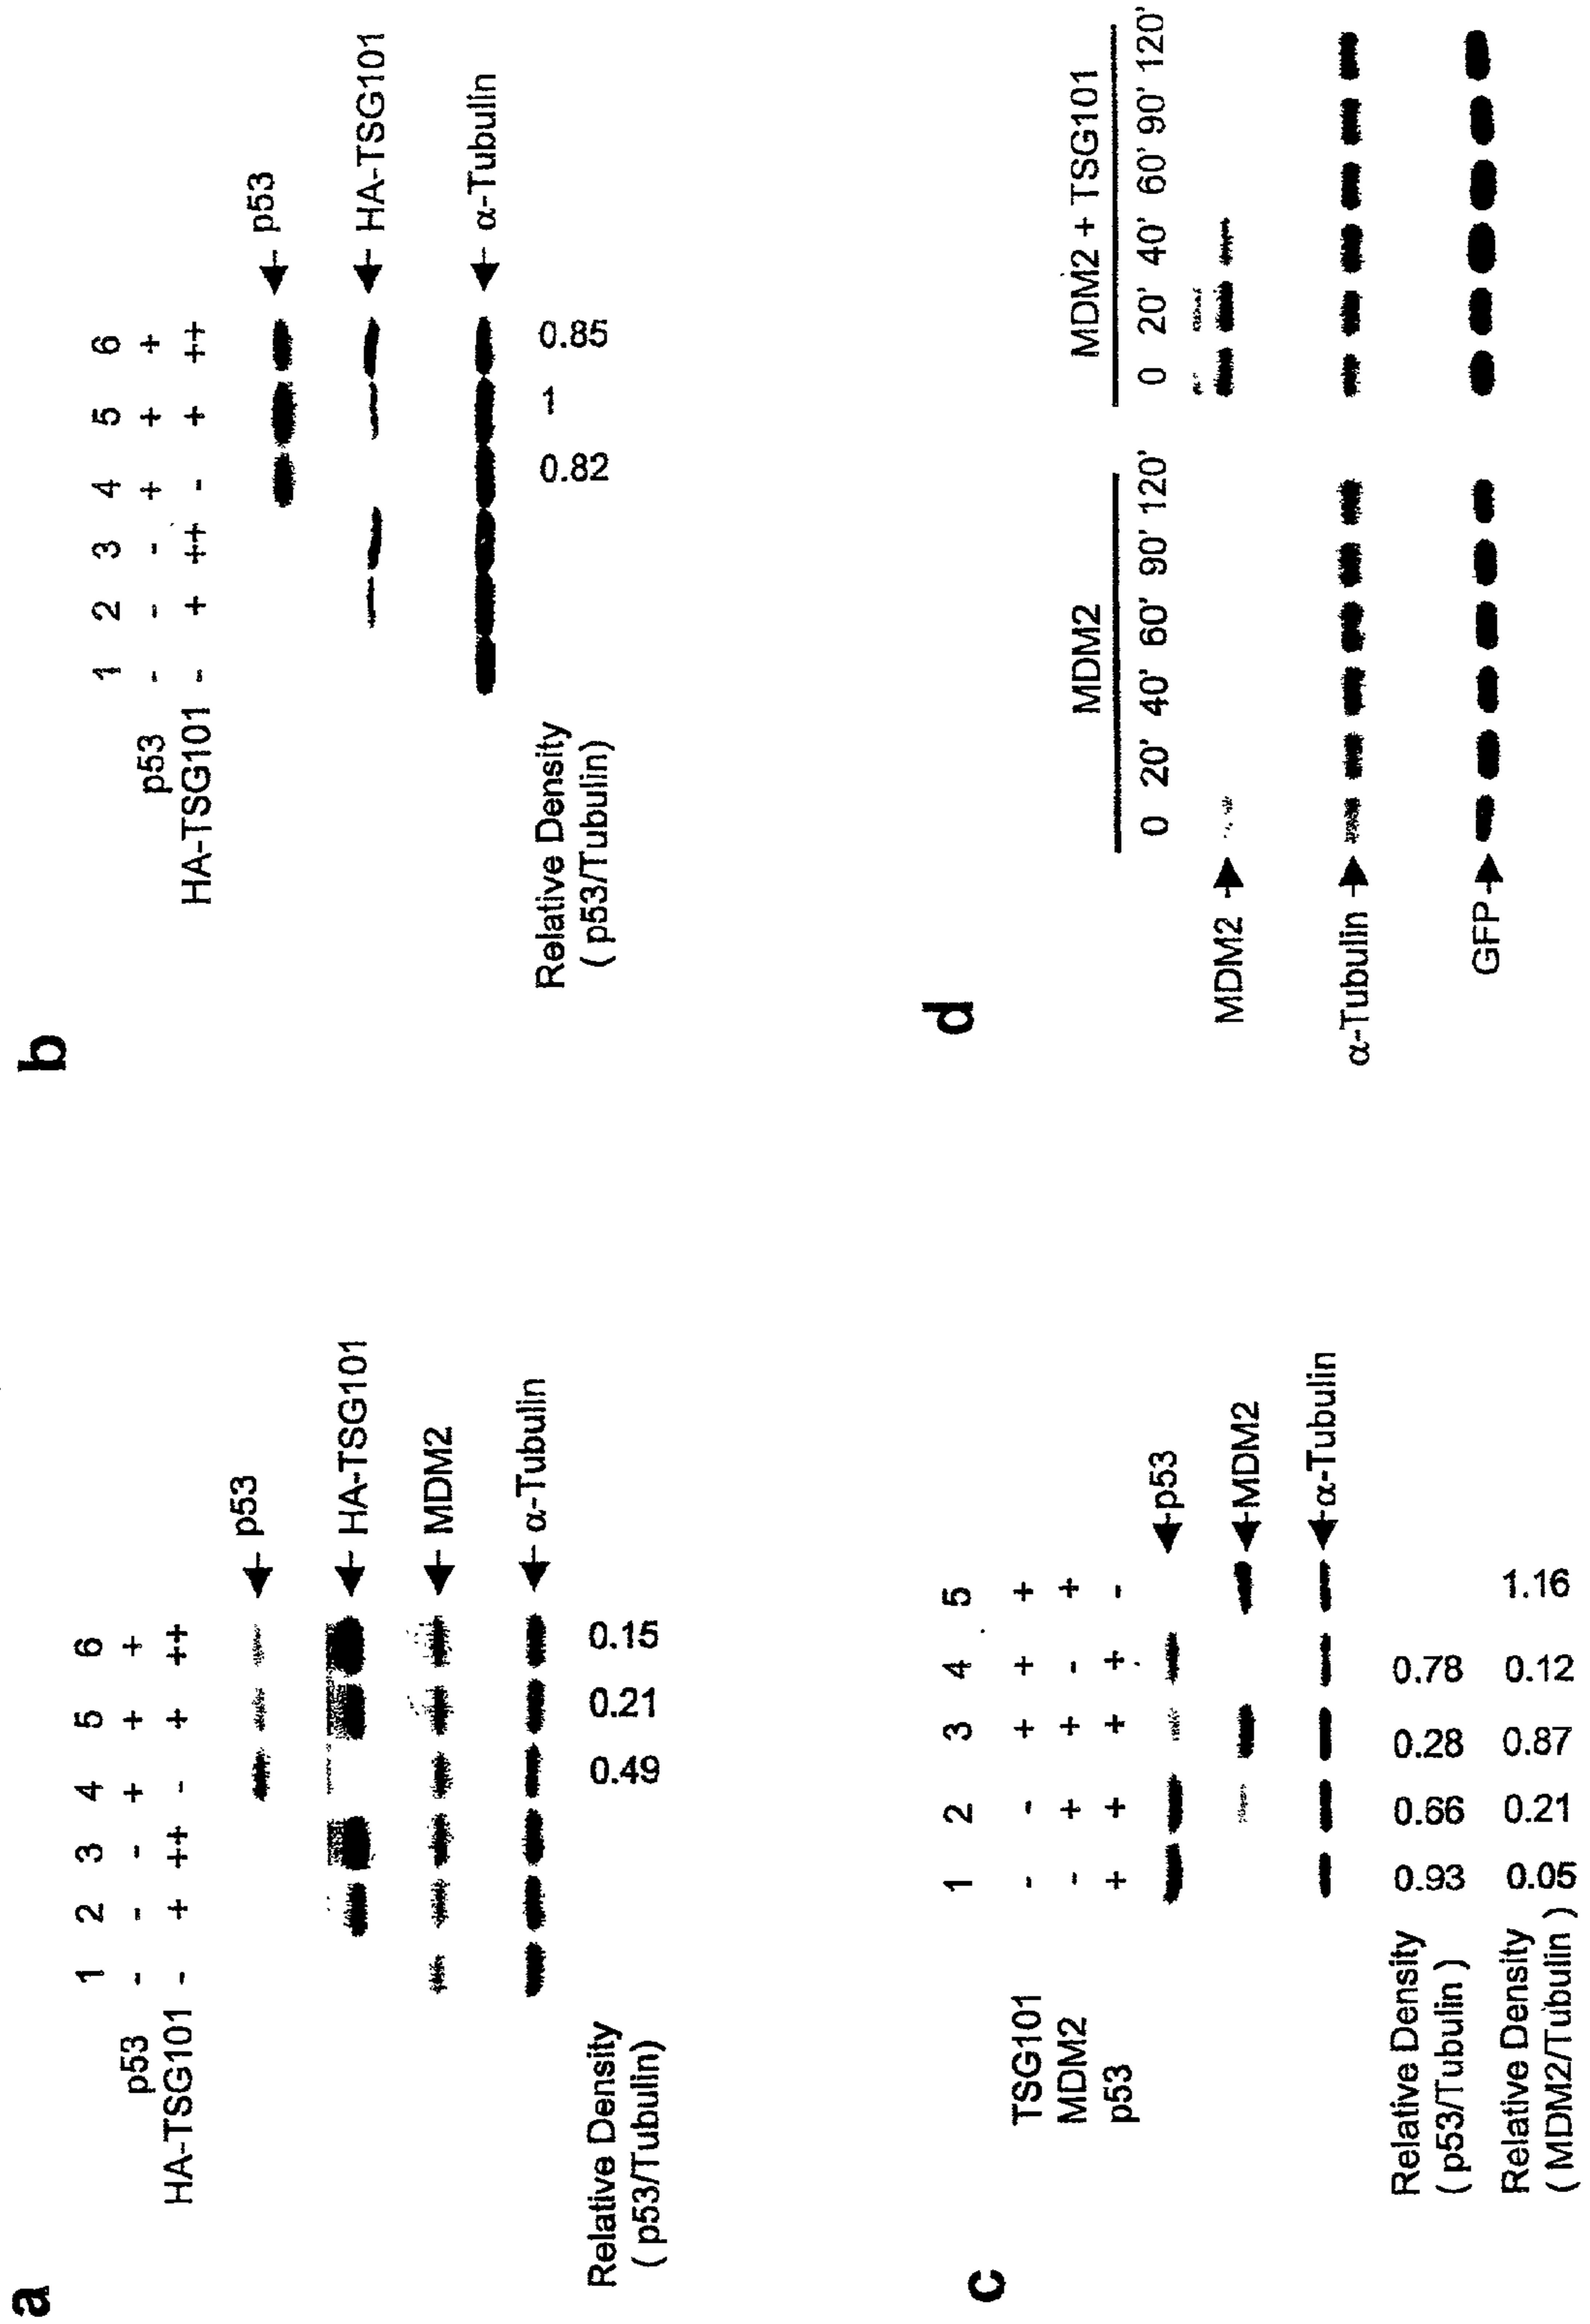 a
1 2 3 4 5 6
p53 - - - + + +
HA-TSG101 - + ++ - + ++
p53
HA-TSG101
MDM2
α-Tubulin
Relative Density
( p53/Tubulin)
0.49 0.21 0.15
b
1 2 3 4 5 6
p53 - - - + + +
HA-TSG101 - + ++ - + ++
p53
HA-TSG101
α-Tubulin
Relative Density
( p53/Tubulin)
0.82 1 0.85
c
1 2 3 4 5
TSG101 - - + + +
MDM2 - + + - +
p53 + + + + -
p53
MDM2
α-Tubulin
Relative Density
( p53/Tubulin )
0.93 0.66 0.28 0.78
Relative Density
( MDM2/Tubulin )
0.05 0.21 0.87 0.12 1.16
d
MDM2 MDM2 + TSG101
0 20' 40' 60' 90' 120' 0 20' 40' 60' 90' 120'
MDM2
α-Tubulin
GFP